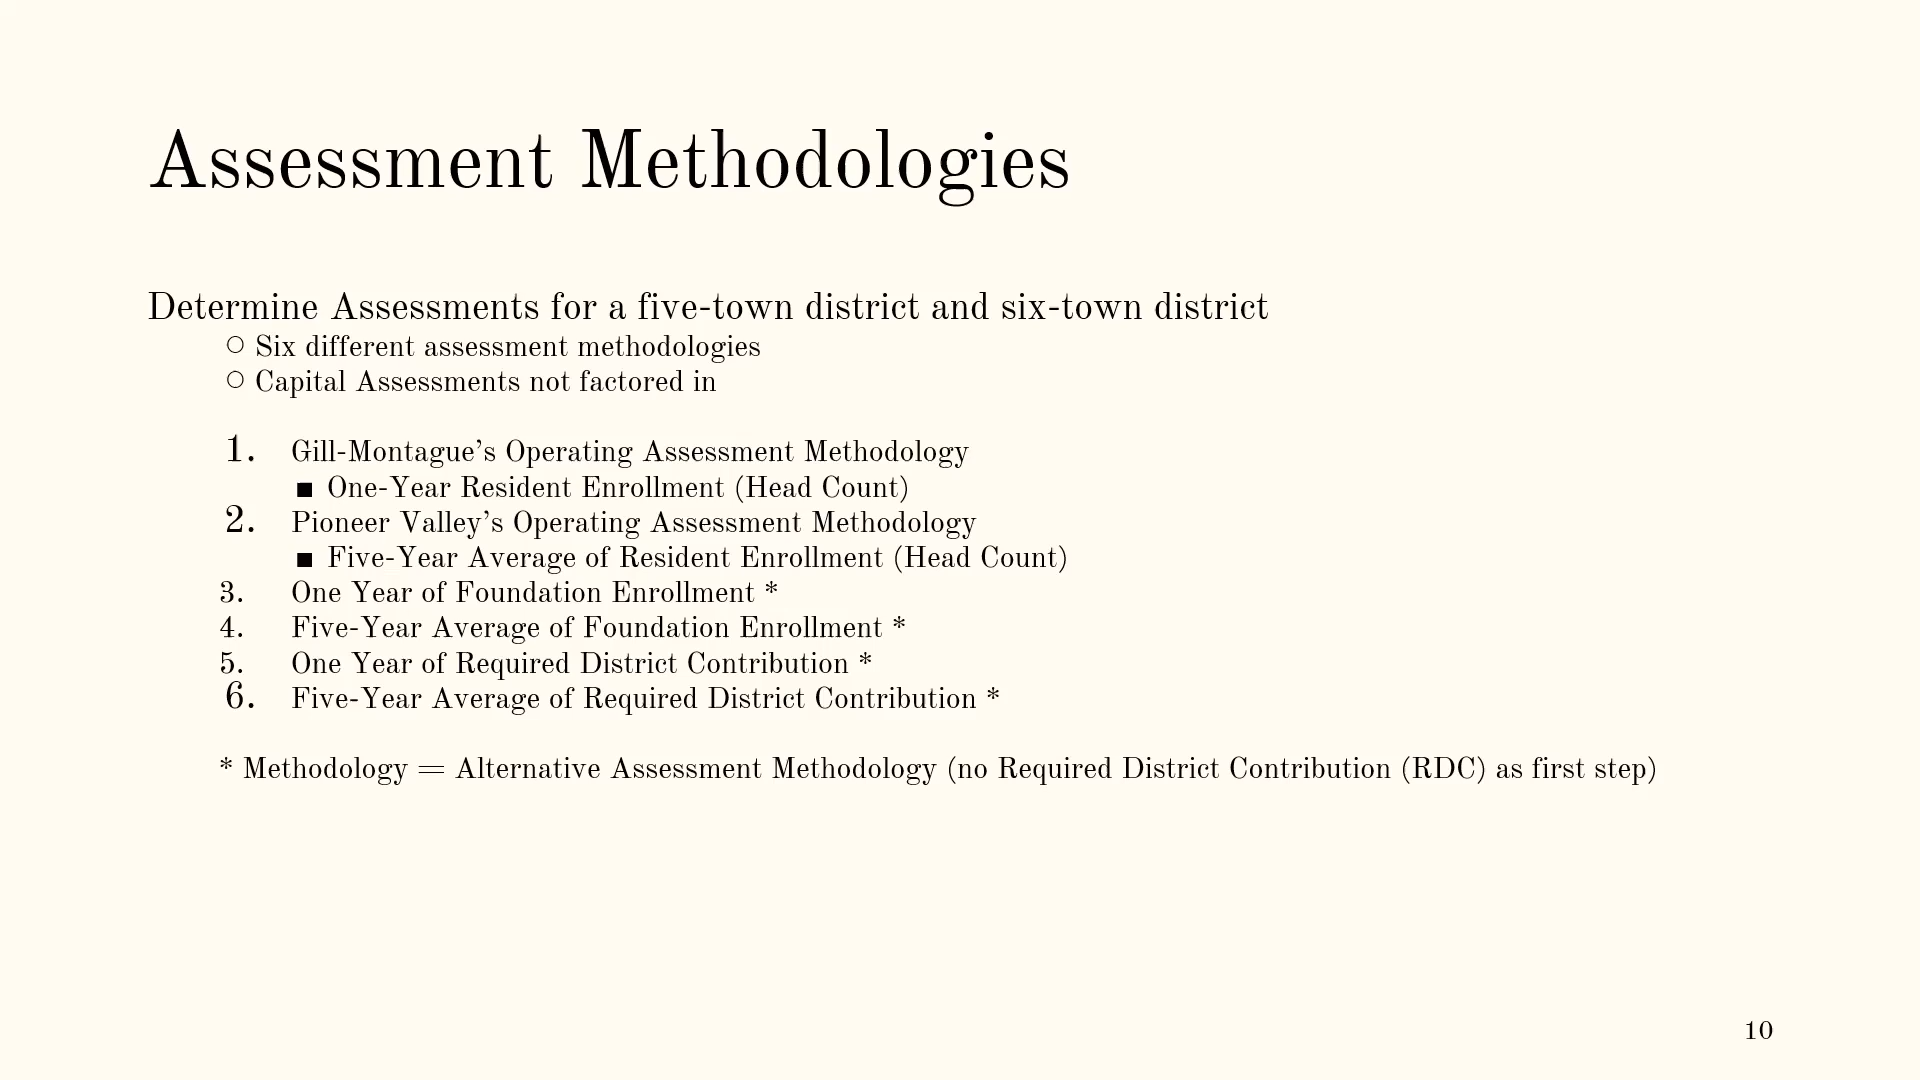 Assessment Methodologies
Determine Assessments for a five-town district and six-town district
○ Six different assessment methodologies
○ Capital Assessments not factored in
1. Gill-Montague’s Operating Assessment Methodology
■ One-Year Resident Enrollment (Head Count)
2. Pioneer Valley’s Operating Assessment Methodology
■ Five-Year Average of Resident Enrollment (Head Count)
3. One Year of Foundation Enrollment *
4. Five-Year Average of Foundation Enrollment *
5. One Year of Required District Contribution *
6. Five-Year Average of Required District Contribution *
* Methodology = Alternative Assessment Methodology (no Required District Contribution (RDC) as first step)
10